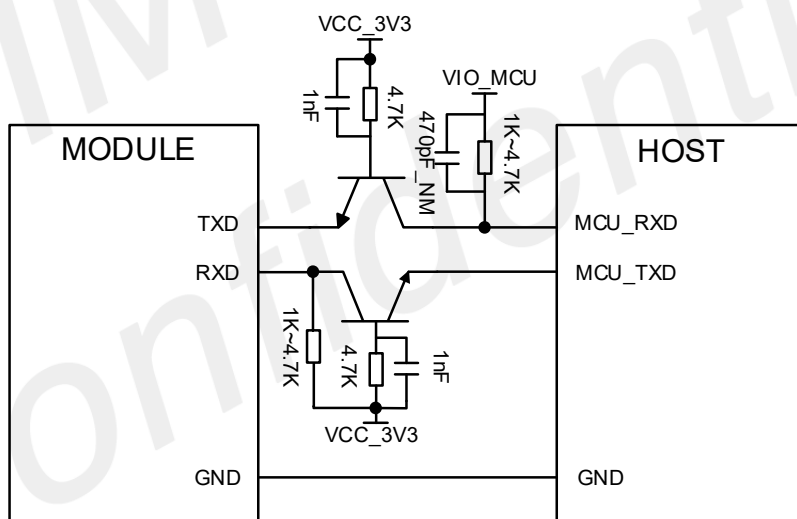 VCC_3V3
1nF
4.7K
VIO_MCU
470pF_NM
1K~4.7K
MODULE
HOST
TXD
MCU_RXD
RXD
MCU_TXD
1K~4.7K
4.7K
1nF
VCC_3V3
GND
GND